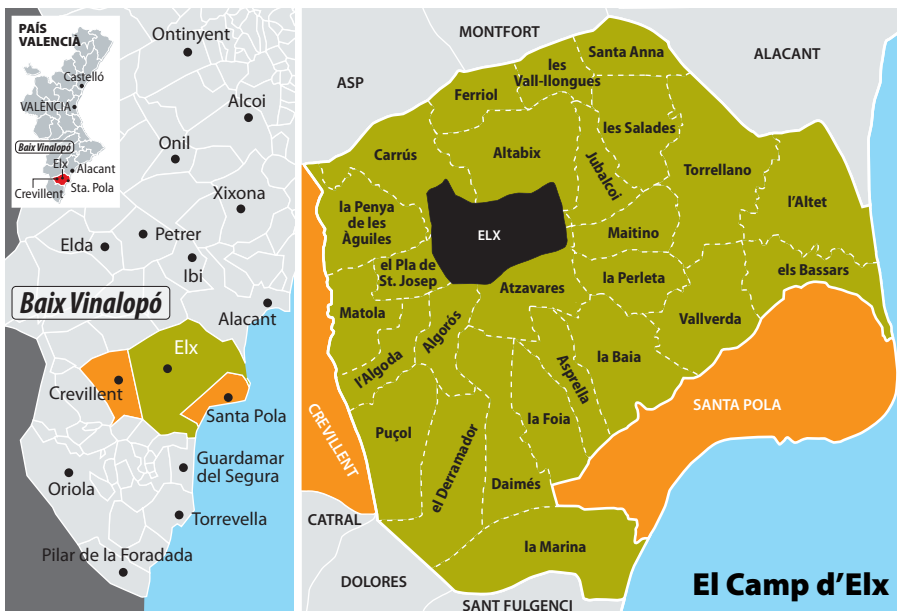 PAÍS
VALENCIÀ
Castelló
VALÈNCIA
Baix Vinalopó
Elx
Alacant
Crevillent
Sta. Pola
Ontinyent
Alcoi
Onil
Xixona
Petrer
Elda
Ibi
Baix Vinalopó
Alacant
Elx
Crevillent
Santa Pola
Guardamar
del Segura
Oriola
Torrevella
Pilar de la Foradada
MONTFORT
ALACANT
ASP
Santa Anna
les
Vall-llongues
Ferriol
les Salades
Carrús
Altabix
Jubalcoi
Torrellano
l'Altet
la Penya
de les
Àguiles
ELX
Maitino
el Pla de
St. Josep
la Perleta
els Bassars
Atzavares
Matola
Algorós
Vallverda
l'Algoda
Asprella
la Baia
CREVILLENT
SANTA POLA
Puçol
el Derramador
la Foia
Daimés
CATRAL
la Marina
DOLORES
SANT FULGENCI
El Camp d'Elx